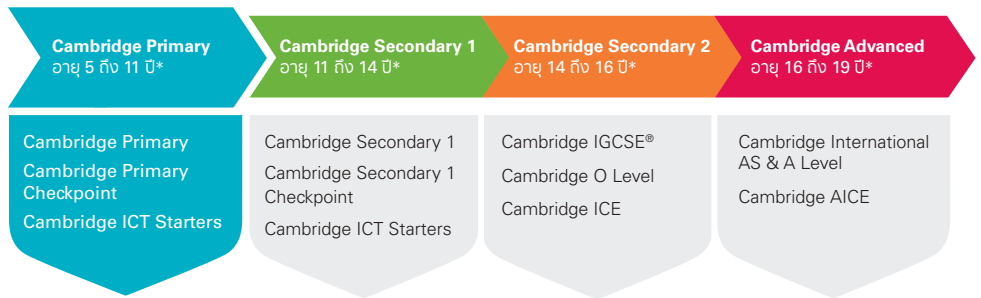 Cambridge Primary
อายุ 5 ถึง 11 ปี*
Cambridge Secondary 1
อายุ 11 ถึง 14 ปี*
Cambridge Secondary 2
อายุ 14 ถึง 16 ปี*
Cambridge Advanced
อายุ 16 ถึง 19 ปี*
Cambridge Primary
Cambridge Primary
Checkpoint
Cambridge ICT Starters
Cambridge Secondary 1
Cambridge Secondary 1
Checkpoint
Cambridge ICT Starters
Cambridge IGCSE®
Cambridge O Level
Cambridge ICE
Cambridge International
AS & A Level
Cambridge AICE